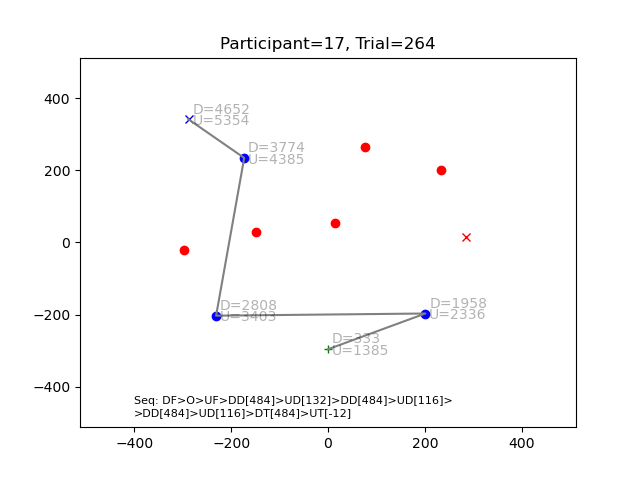 Participant=17, Trial=264
D=4652
U=5354
D=3774
U=4385
D=2808
U=3403
D=1958
U=2336
D=333
U=1385
400
200
0
−200
−400
Seq: DF>O>UF>DD[484]>UD[132]>DD[484]>UD[116]>
>DD[484]>UD[116]>DT[484]>UT[-12]
−400 −200 0 200 400